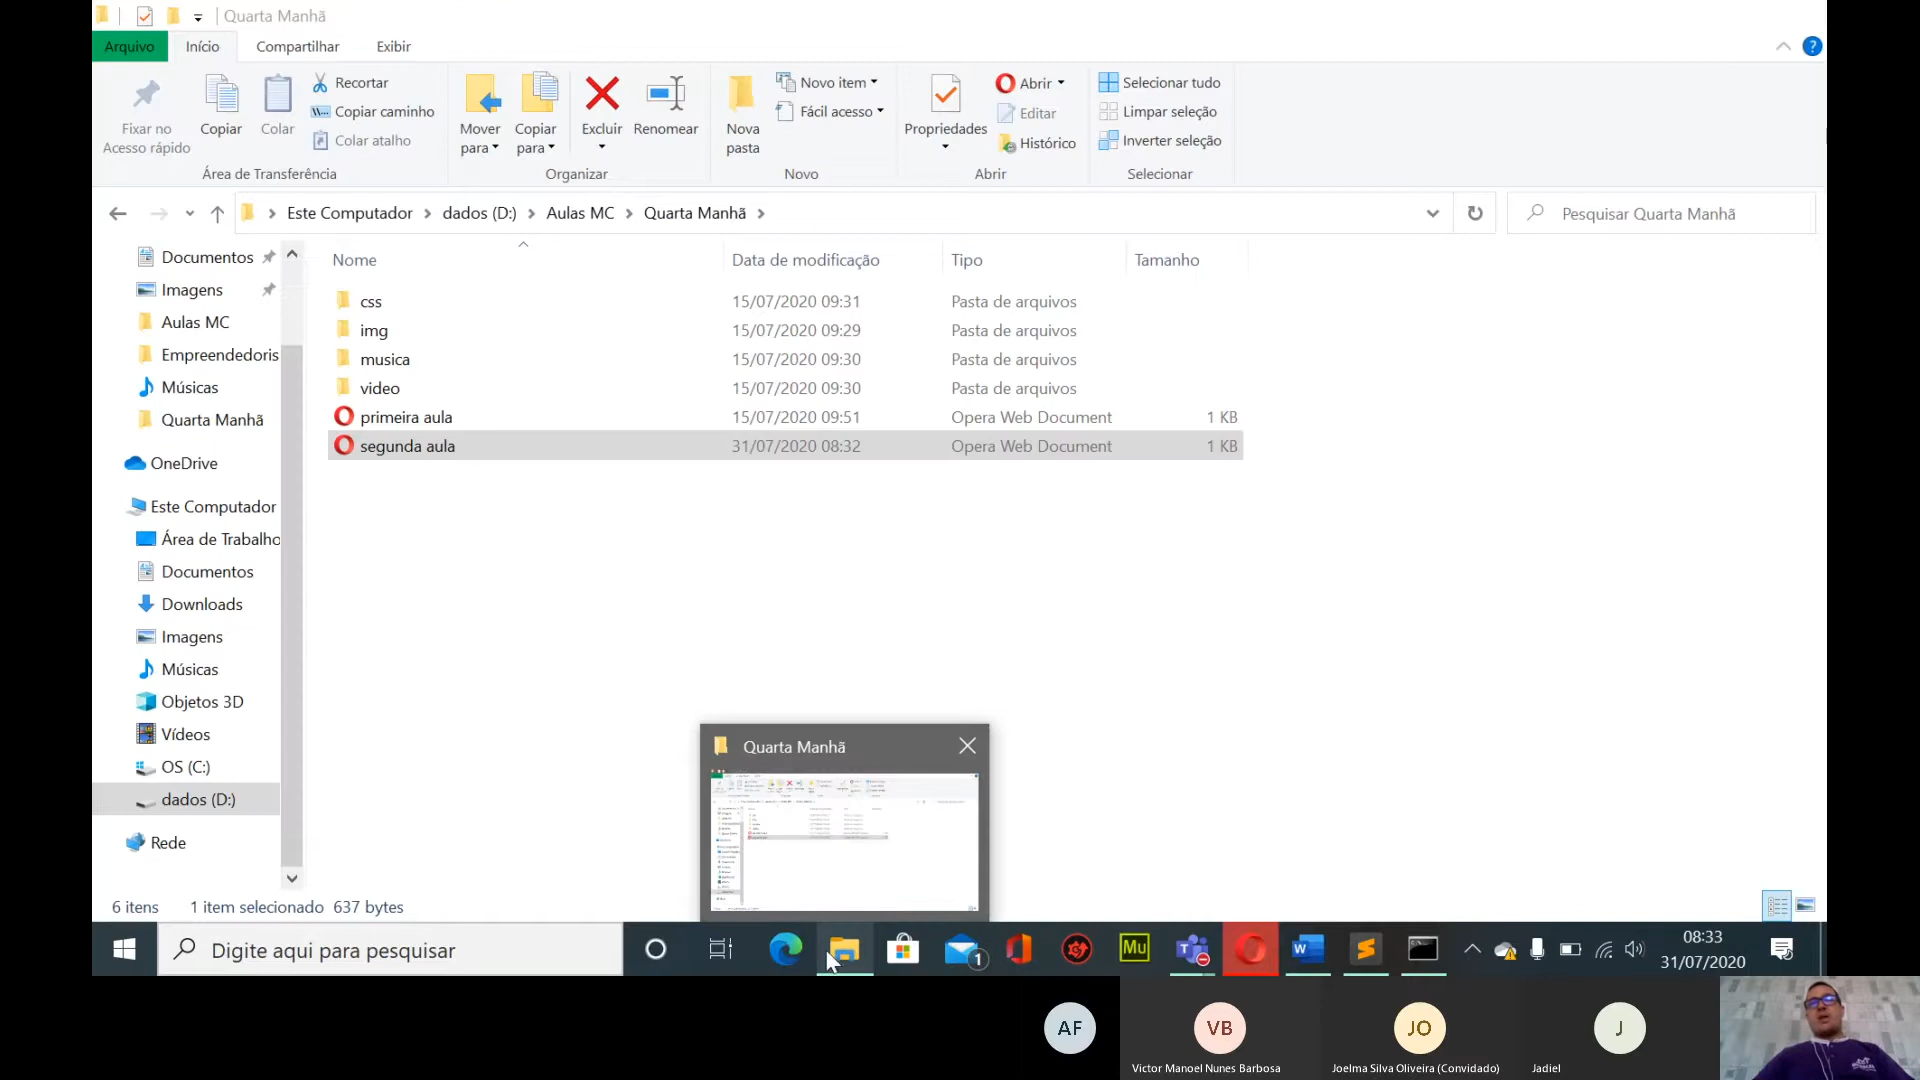 Quarta Manhã
Arquivo Início Compartilhar Exibir
?
Fixar no
Acesso rápido
Copiar
Colar
Recortar
Copiar caminho
Colar atalho
Área de Transferência
Mover
para
Copiar
para
Excluir
Renomear
Organizar
Nova
pasta
Novo item
Fácil acesso
Novo
Propriedades
Abrir
Editar
Histórico
Abrir
Selecionar tudo
Limpar seleção
Inverter seleção
Selecionar
Este Computador dados (D:) Aulas MC Quarta Manhã
Pesquisar Quarta Manhã
Documentos
Imagens
Aulas MC
Empreendedoris
Músicas
Quarta Manhã
OneDrive
Este Computador
Área de Trabalho
Documentos
Downloads
Imagens
Músicas
Objetos 3D
Vídeos
OS (C:)
dados (D:)
Rede
Nome Data de modificação Tipo Tamanho
css 15/07/2020 09:31 Pasta de arquivos
img 15/07/2020 09:29 Pasta de arquivos
musica 15/07/2020 09:30 Pasta de arquivos
video 15/07/2020 09:30 Pasta de arquivos
primeira aula 15/07/2020 09:51 Opera Web Document 1 KB
segunda aula 31/07/2020 08:32 Opera Web Document 1 KB
Quarta Manhã
6 itens 1 item selecionado 637 bytes
Digite aqui para pesquisar
1
Mu
T
W
08:33
31/07/2020
AF
VB
JO
J
Victor Manoel Nunes Barbosa
Joelma Silva Oliveira (Convidado)
Jadiel